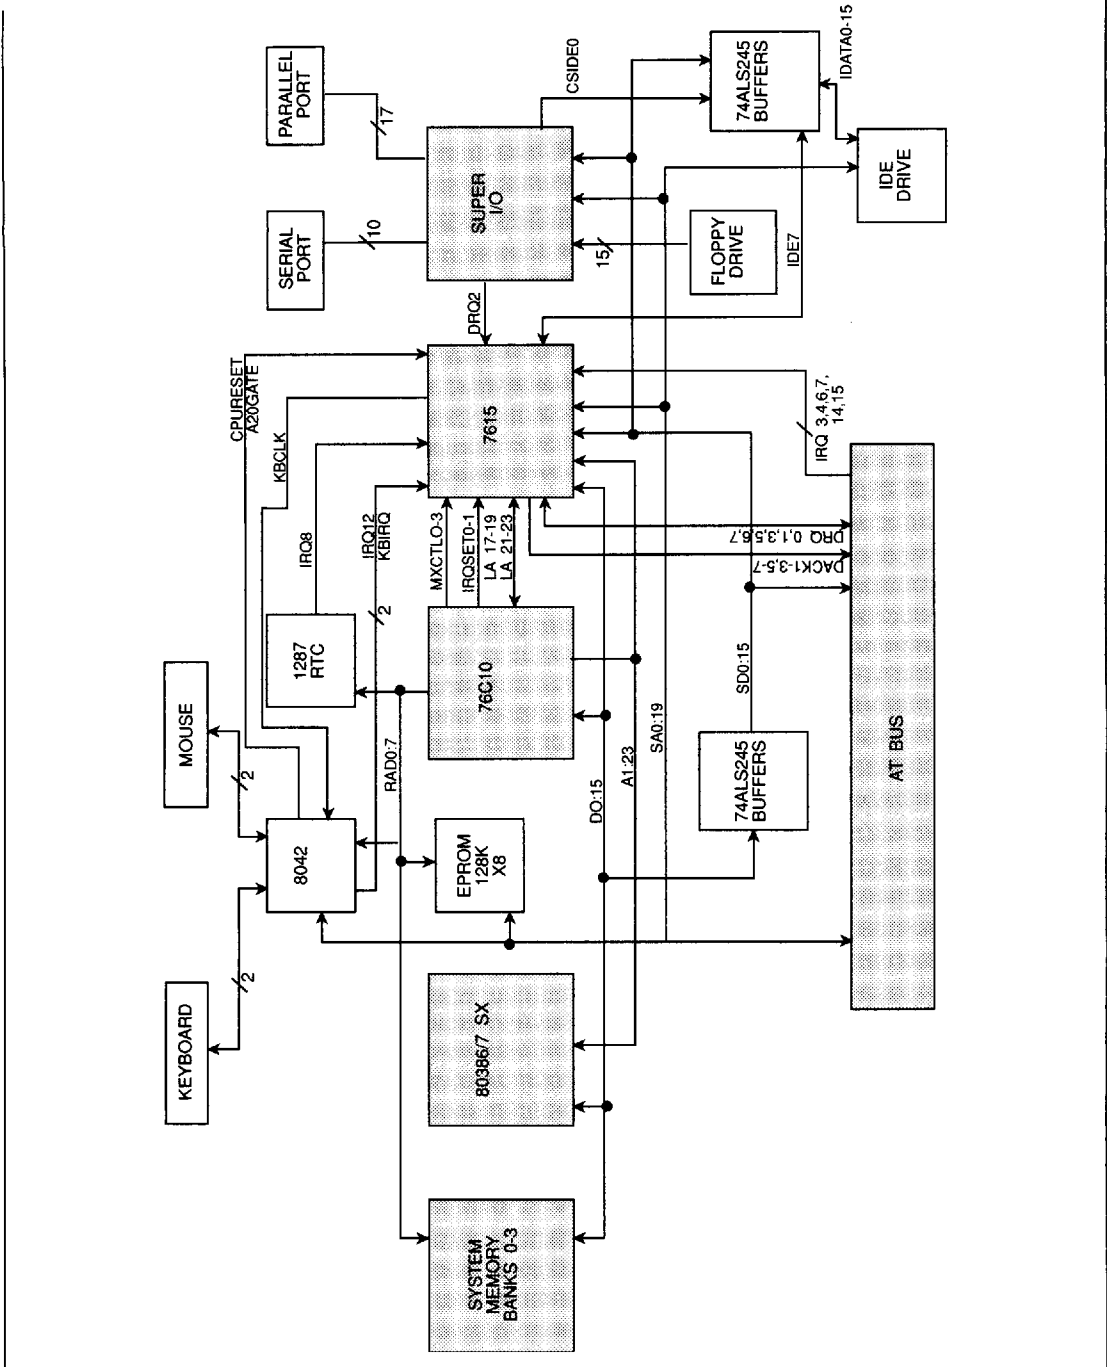 KEYBOARD
MOUSE
2
2
8042
CPURESET
A20GATE
KBCLK
1287
RTC
IRQ8
SERIAL
PORT
PARALLEL
PORT
10
17
IRQ12
KBIRQ
2
RAD0:7
SYSTEM
MEMORY
BANKS 0-3
80386/7 SX
EPROM
128K
X8
76C10
MXCTLO-3
IRQSET0-1
LA 17-19
LA 21-23
7615
DRQ2
SUPER
I/O
CSIDE0
DO:15
A1:23
SA0:19
15
FLOPPY
DRIVE
74ALS245
BUFFERS
IDATA0-15
74ALS245
BUFFERS
SD0:15
DACK1-3,5-7
DRQ 0,1,3,5,6,7
IRQ 3,4,6,7,
14,15
IDE7
IDE
DRIVE
AT BUS